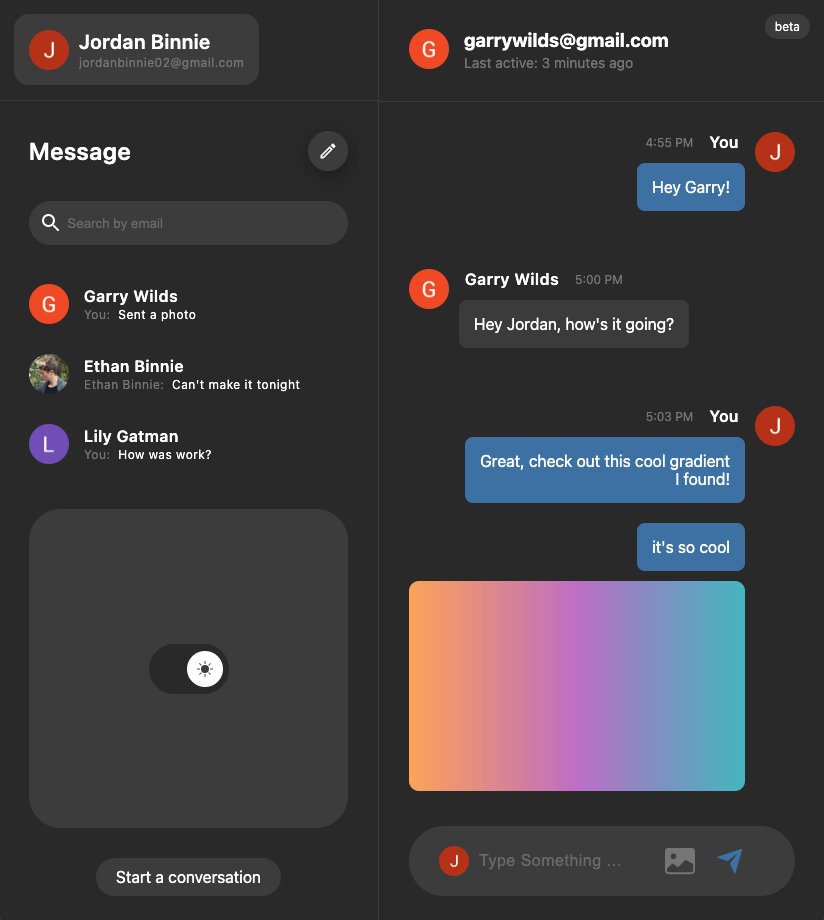 J
Jordan Binnie
jordanbinnie02@gmail.com
Message
Search by email
G
Garry Wilds
You: Sent a photo
Ethan Binnie
Ethan Binnie: Can't make it tonight
L
Lily Gatman
You: How was work?
Start a conversation
beta
G
garrywilds@gmail.com
Last active: 3 minutes ago
4:55 PM You
J
Hey Garry!
G
Garry Wilds 5:00 PM
Hey Jordan, how's it going?
5:03 PM You
J
Great, check out this cool gradient
I found!
it's so cool
J
Type Something ...